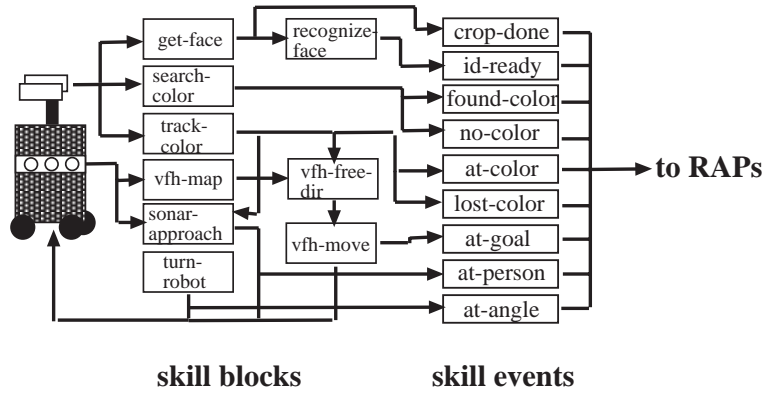 get-face
recognize-
face
crop-done
id-ready
search-
color
found-color
no-color
track-
color
at-color
vfh-map
vfh-free-
dir
to RAPs
lost-color
sonar-
approach
vfh-move
at-goal
turn-
robot
at-person
at-angle
skill blocks
skill events